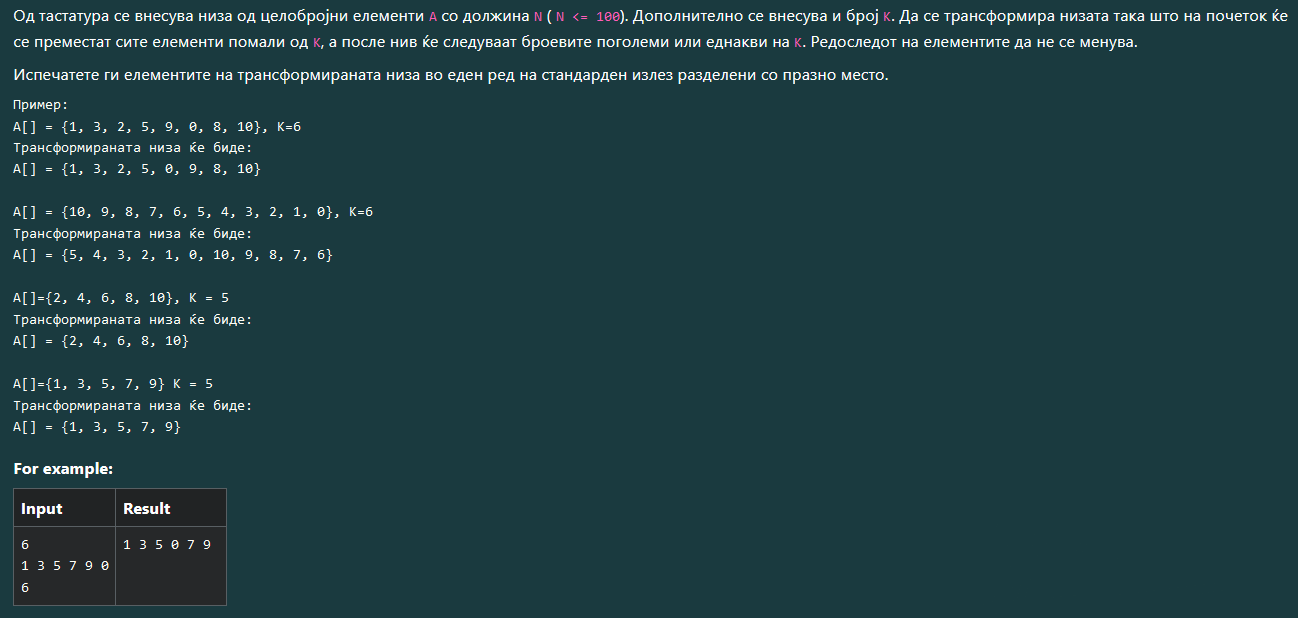 Од тастатура се внесува низа од целобројни елементи A со должина N ( N <= 100). Дополнително се внесува и број K. Да се трансформира низата така што на почеток ќе
се преместат сите елементи помали од K, а после нив ќе следуваат броевите поголеми или еднакви на K. Редоследот на елементите да не се менува.
Испечатете ги елементите на трансформираната низа во еден ред на стандарден излез разделени со празно место.
Пример:
A[] = {1, 3, 2, 5, 9, 0, 8, 10}, K=6
Трансформираната низа ќе биде:
A[] = {1, 3, 2, 5, 0, 9, 8, 10}
A[] = {10, 9, 8, 7, 6, 5, 4, 3, 2, 1, 0}, K=6
Трансформираната низа ќе биде:
A[] = {5, 4, 3, 2, 1, 0, 10, 9, 8, 7, 6}
A[]={2, 4, 6, 8, 10}, K = 5
Трансформираната низа ќе биде:
A[] = {2, 4, 6, 8, 10}
A[]={1, 3, 5, 7, 9} K = 5
Трансформираната низа ќе биде:
A[] = {1, 3, 5, 7, 9}
For example:
Input Result
6 1 3 5 0 7 9
1 3 5 7 9 0
6